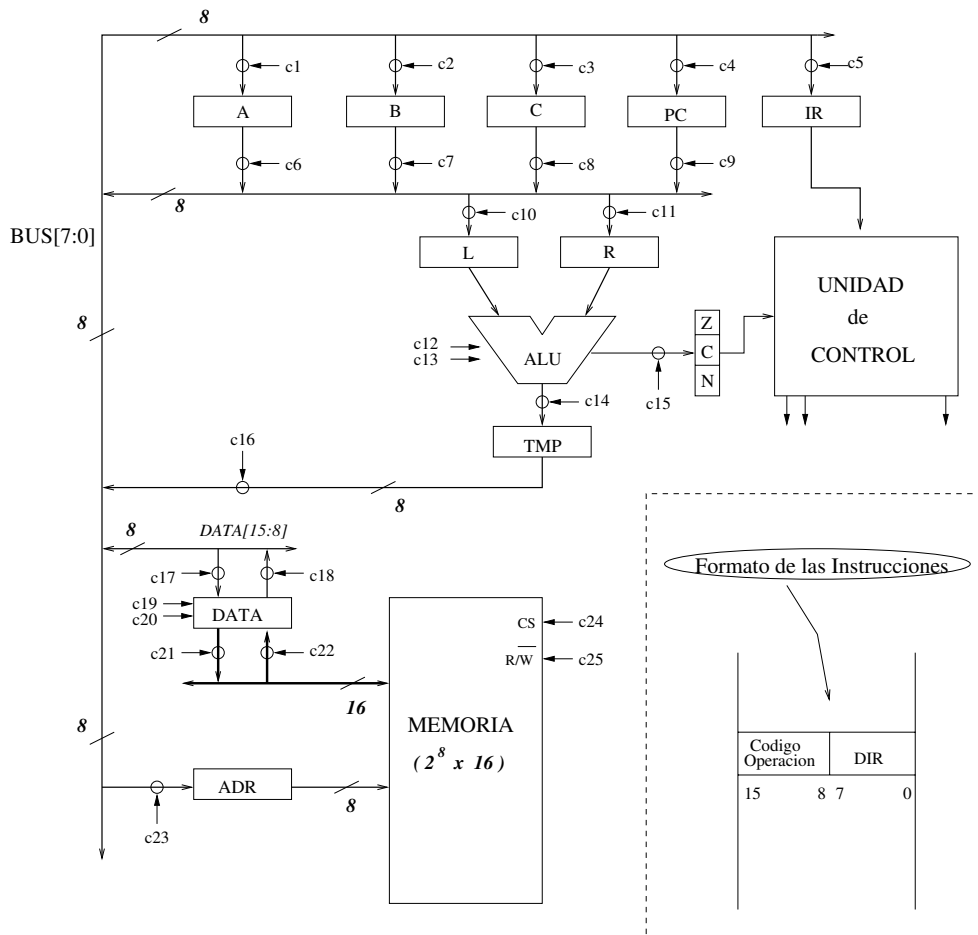 8
c1
c2
c3
c4
c5
A
B
C
PC
IR
c6
c7
c8
c9
8
c10
c11
BUS[7:0]
L
R
UNIDAD
de
CONTROL
8
c12
c13
ALU
Z
C
N
c15
c14
c16
TMP
8
8
DATA[15:8]
c17
c18
c19
c20
DATA
c21
c22
16
CS
c24
R/W
c25
MEMORIA
( 2^8 x 16 )
8
ADR
8
c23
Formato de las Instrucciones
Codigo
Operacion
DIR
15 8 7 0